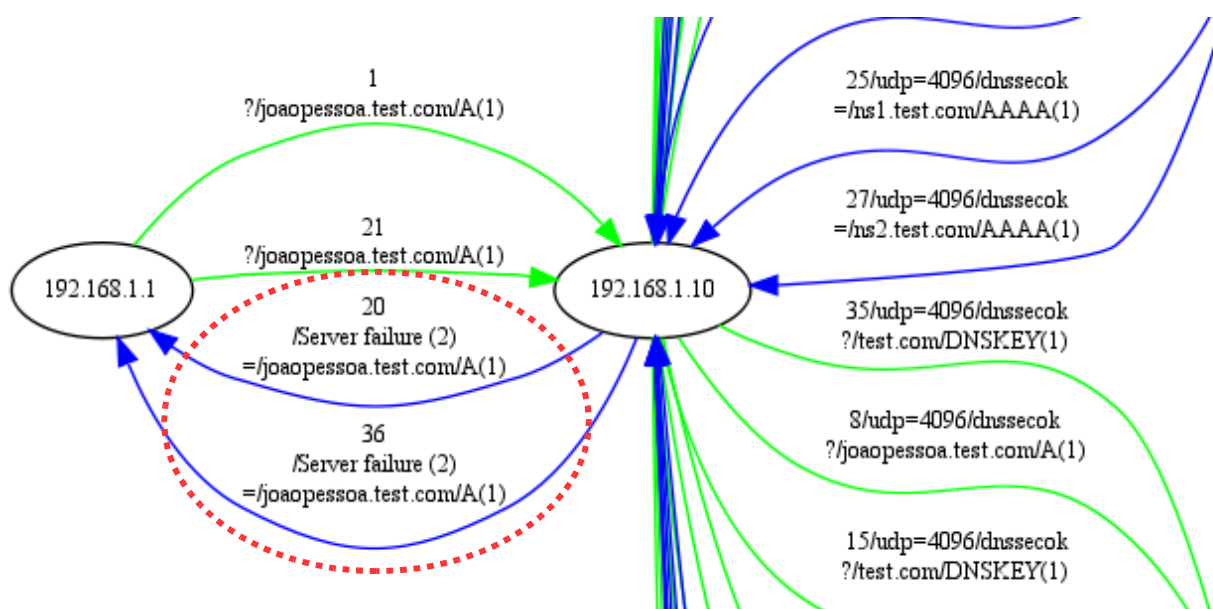 1
?/joaopessoa.test.com/A(1)
21
?/joaopessoa.test.com/A(1)
192.168.1.1
192.168.1.10
20
/Server failure (2)
=/joaopessoa.test.com/A(1)
36
/Server failure (2)
=/joaopessoa.test.com/A(1)
25/udp=4096/dnssecok
=/ns1.test.com/AAAA(1)
27/udp=4096/dnssecok
=/ns2.test.com/AAAA(1)
35/udp=4096/dnssecok
?/test.com/DNSKEY(1)
8/udp=4096/dnssecok
?/joaopessoa.test.com/A(1)
15/udp=4096/dnssecok
?/test.com/DNSKEY(1)